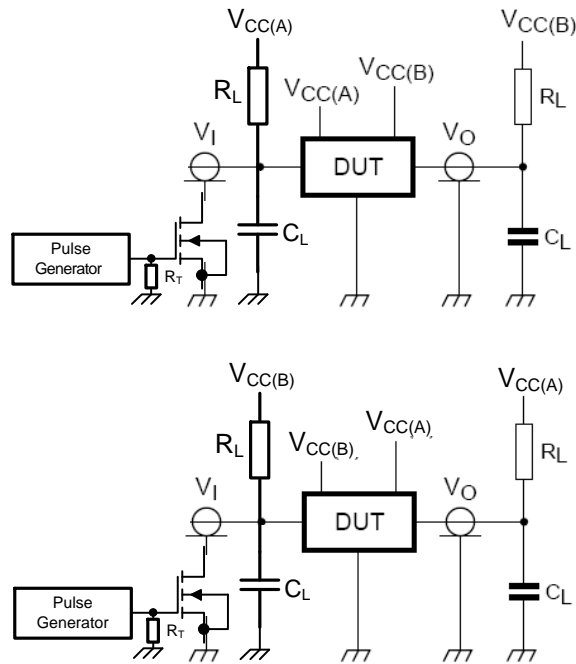 VCC(A)
VCC(B)
RL
VCC(B)
RL
VCC(A)
VI
VO
DUT
CL
CL
Pulse
Generator
RT
VCC(B)
VCC(A)
RL
VCC(A),
RL
VCC(B),
VI
VO
DUT
CL
CL
Pulse
Generator
RT